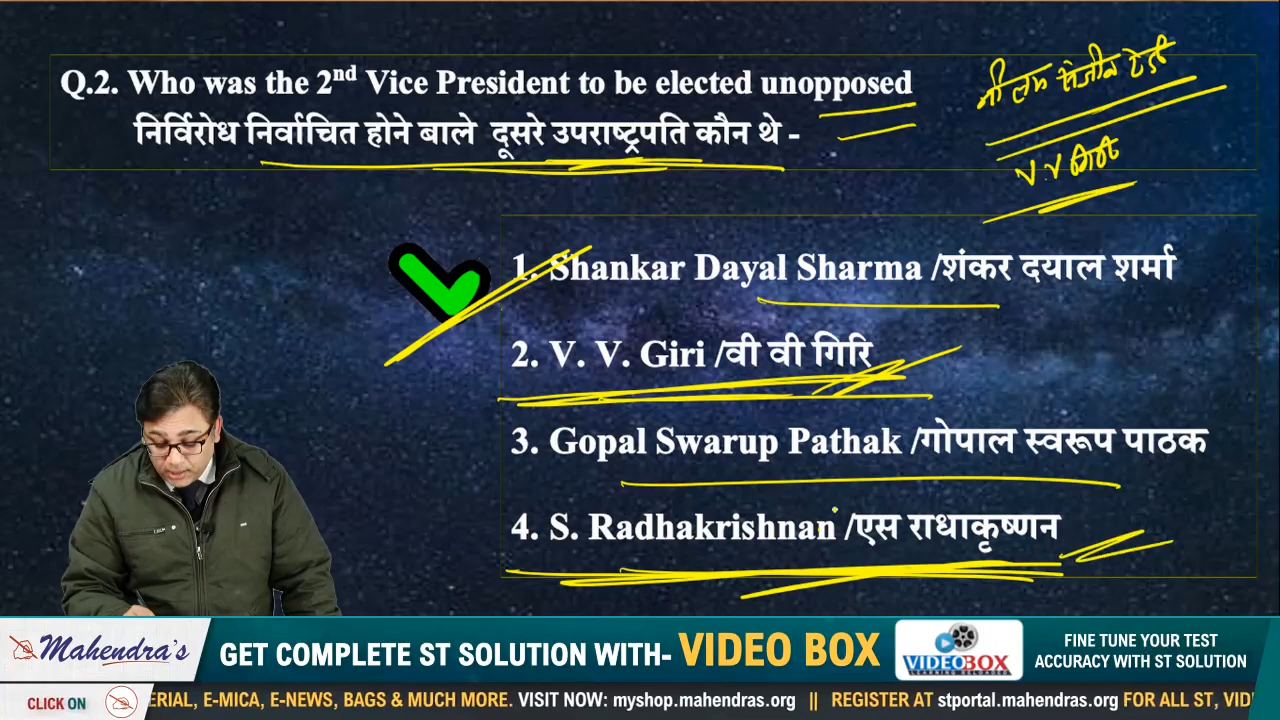 Q.2. Who was the 2nd Vice President to be elected unopposed
निर्विरोध निर्वाचित होने बाले दूसरे उपराष्ट्रपति कौन थे -
नीलम संजीव रेड्डी
V.V गिरि
1. Shankar Dayal Sharma /शंकर दयाल शर्मा
2. V. V. Giri /वी वी गिरि
3. Gopal Swarup Pathak /गोपाल स्वरूप पाठक
4. S. Radhakrishnan /एस राधाकृष्णन
Mahendra's
GET COMPLETE ST SOLUTION WITH- VIDEO BOX
VIDEOBOX
LEARNING RELOADED
FINE TUNE YOUR TEST
ACCURACY WITH ST SOLUTION
CLICK ON
ERIAL, E-MICA, E-NEWS, BAGS & MUCH MORE. VISIT NOW: myshop.mahendras.org || REGISTER AT stportal.mahendras.org FOR ALL ST, VID